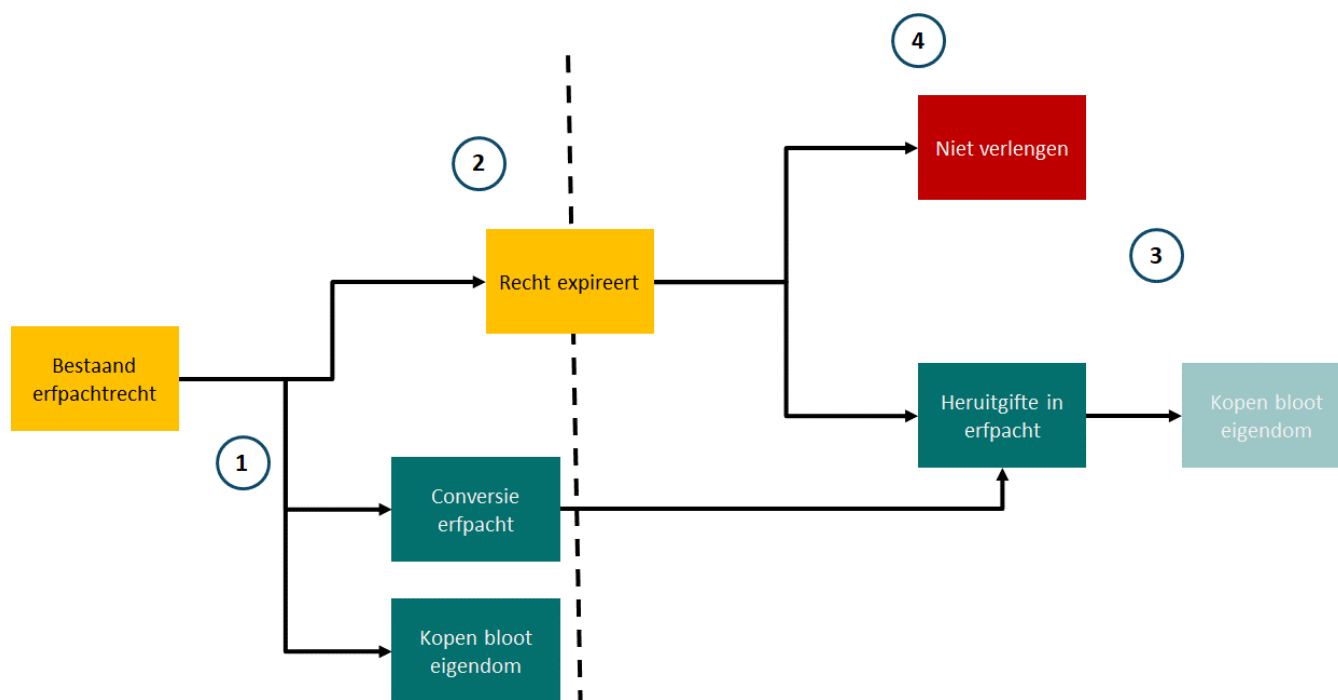 4
Niet verlengen
2
3
Recht expireert
Bestaand
erfpachtrecht
Heruitgifte in
erfpacht
Kopen bloot
eigendom
1
Conversie
erfpacht
Kopen bloot
eigendom